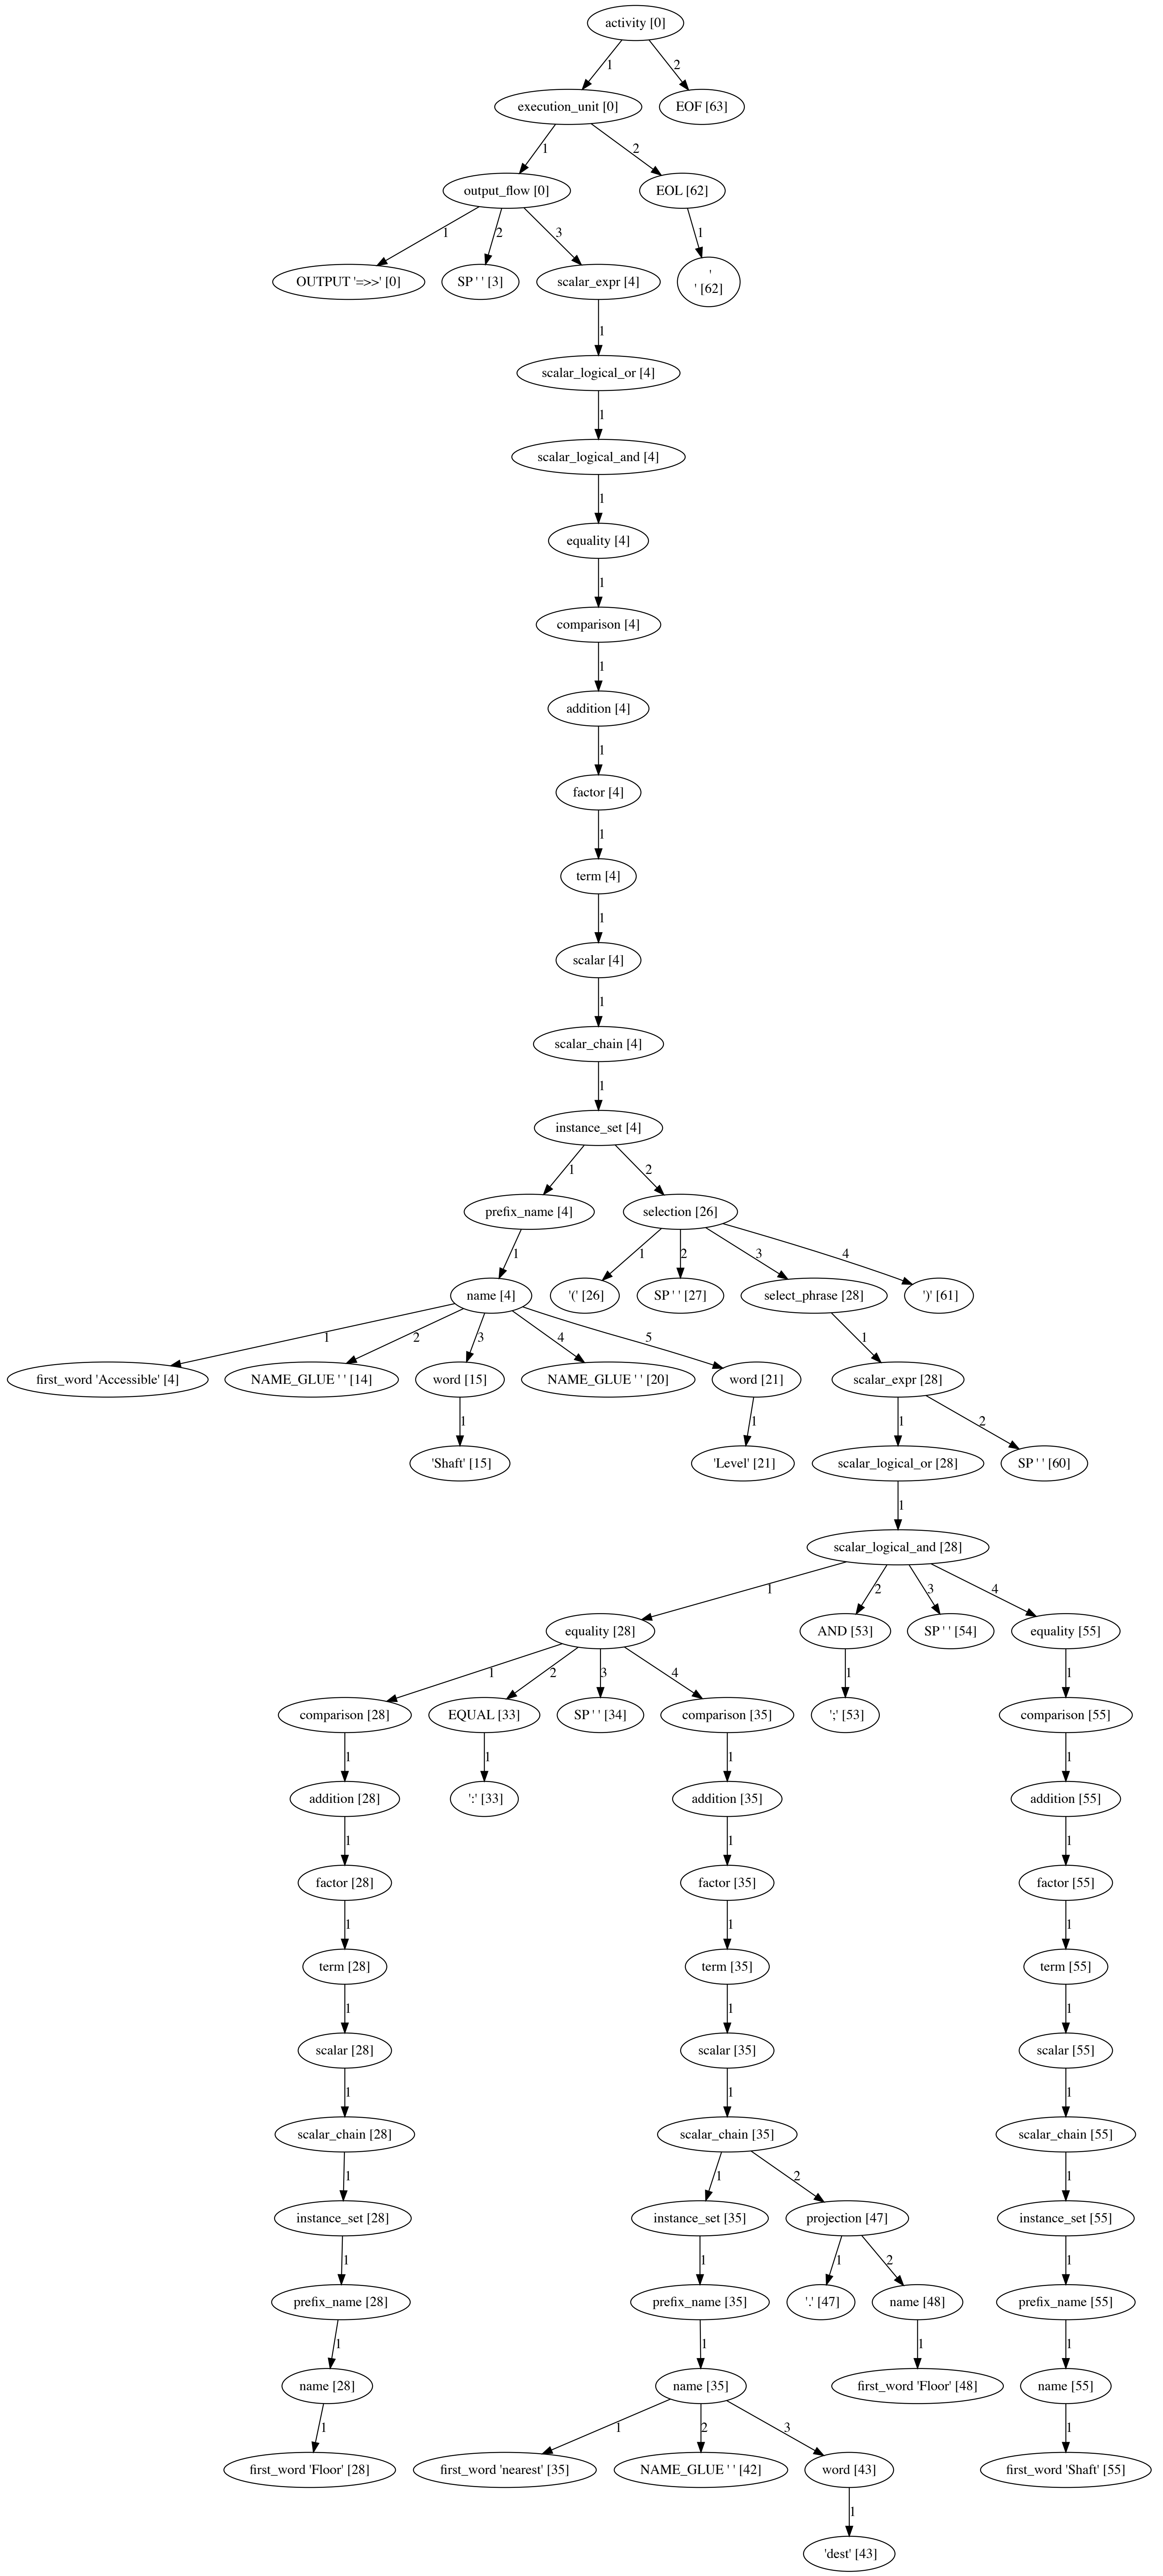 activity [0]
1 2
execution_unit [0] EOF [63]
1 2
output_flow [0] EOL [62]
1 2 3 1
OUTPUT '=>>' [0] SP ' ' [3] scalar_expr [4] '
' [62]
1
scalar_logical_or [4]
1
scalar_logical_and [4]
1
equality [4]
1
comparison [4]
1
addition [4]
1
factor [4]
1
term [4]
1
scalar [4]
1
scalar_chain [4]
1
instance_set [4]
1 2
prefix_name [4] selection [26]
1 1 2 3 4
name [4] '(' [26] SP ' ' [27] select_phrase [28] ')' [61]
1 2 3 4 5 1
first_word 'Accessible' [4] NAME_GLUE ' ' [14] word [15] NAME_GLUE ' ' [20] word [21] scalar_expr [28]
1 1 1 2
'Shaft' [15] 'Level' [21] scalar_logical_or [28] SP ' ' [60]
1
scalar_logical_and [28]
1 2 3 4
equality [28] AND [53] SP ' ' [54] equality [55]
1 2 3 4 1 1
comparison [28] EQUAL [33] SP ' ' [34] comparison [35] ';' [53] comparison [55]
1 1 1 1
addition [28] ':' [33] addition [35] addition [55]
1 1 1
factor [28] factor [35] factor [55]
1 1 1
term [28] term [35] term [55]
1 1 1
scalar [28] scalar [35] scalar [55]
1 1 1
scalar_chain [28] scalar_chain [35] scalar_chain [55]
1 1 2 1
instance_set [28] instance_set [35] projection [47] instance_set [55]
1 1 1 2 1
prefix_name [28] prefix_name [35] '.' [47] name [48] prefix_name [55]
1 1 1 1
name [28] name [35] first_word 'Floor' [48] name [55]
1 1 2 3 1
first_word 'Floor' [28] first_word 'nearest' [35] NAME_GLUE ' ' [42] word [43] first_word 'Shaft' [55]
1
'dest' [43]